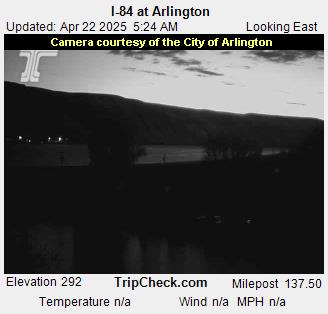 I-84 at Arlington
Updated: Apr 22 2025 5:24 AM Looking East
Camera courtesy of the City of Arlington
Elevation 292 TripCheck.com Milepost 137.50
Temperature n/a Wind n/a MPH n/a